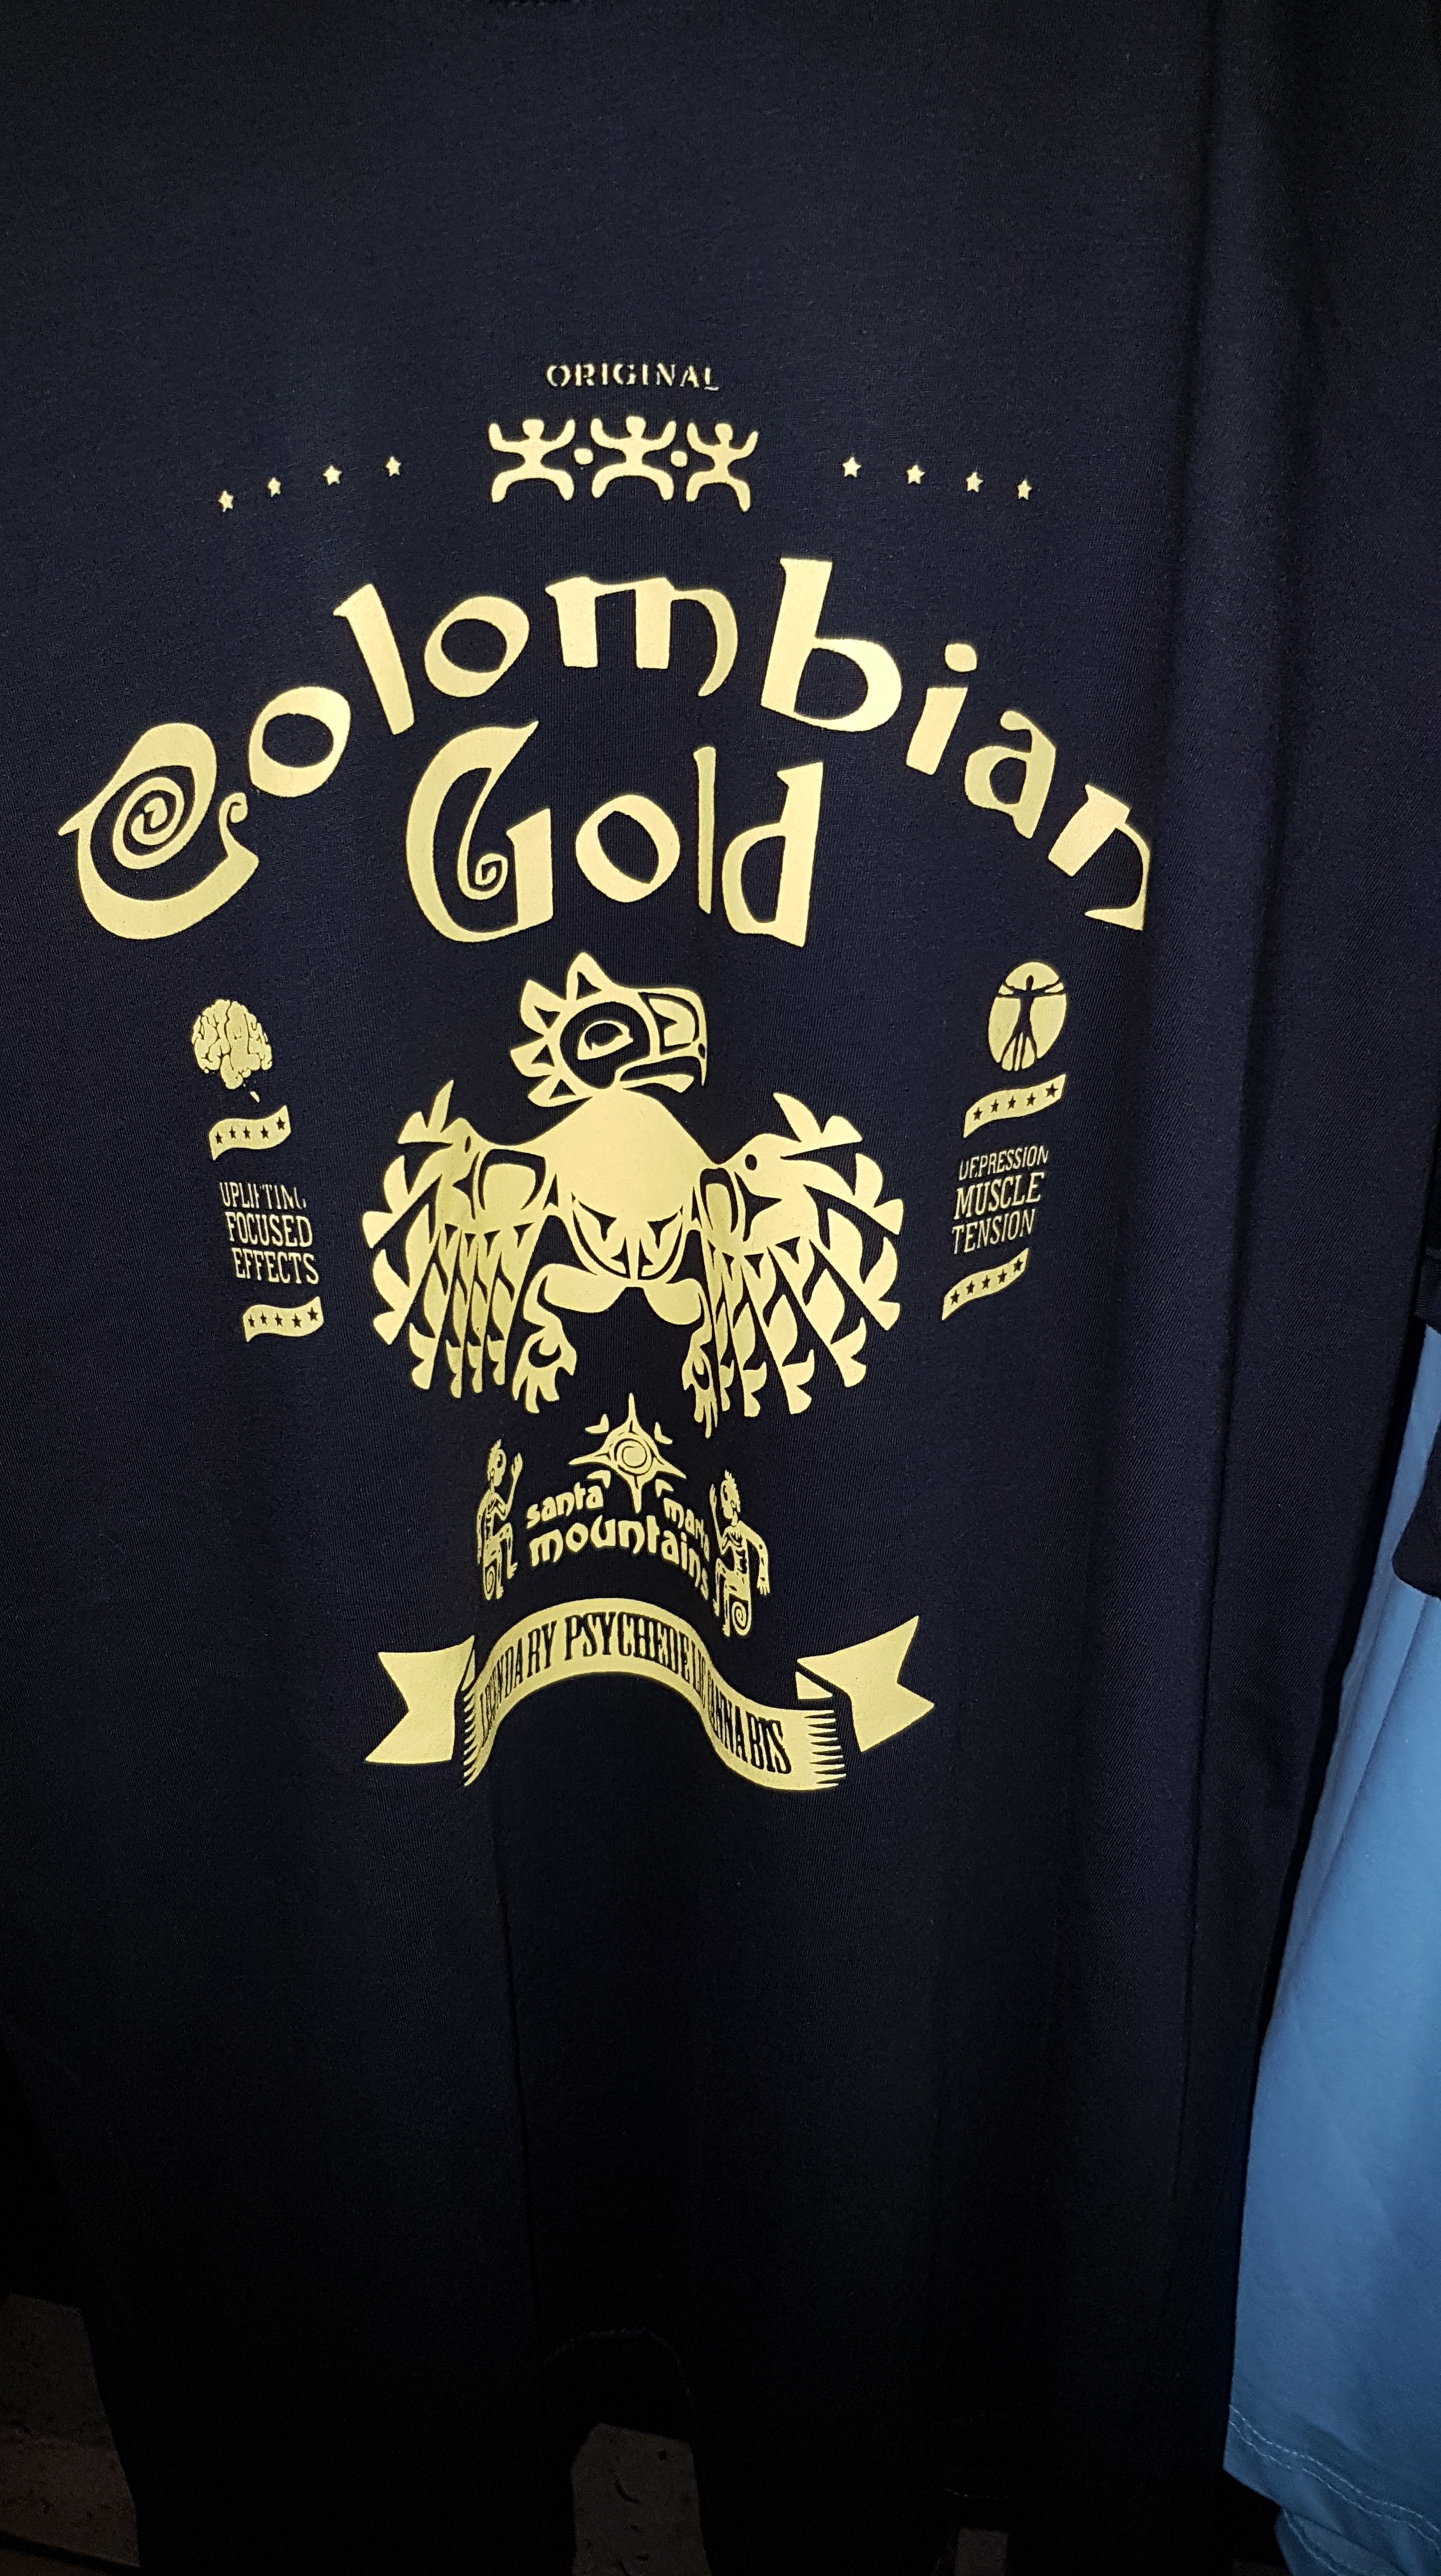 ORIGINAL
Colombian
Gold
UPLIFTING
FOCUSED
EFFECTS
DEPRESSION
MUSCLE
TENSION
santa marta
mountains
LEGENDARY PSYCHEDELIC CANNABIS